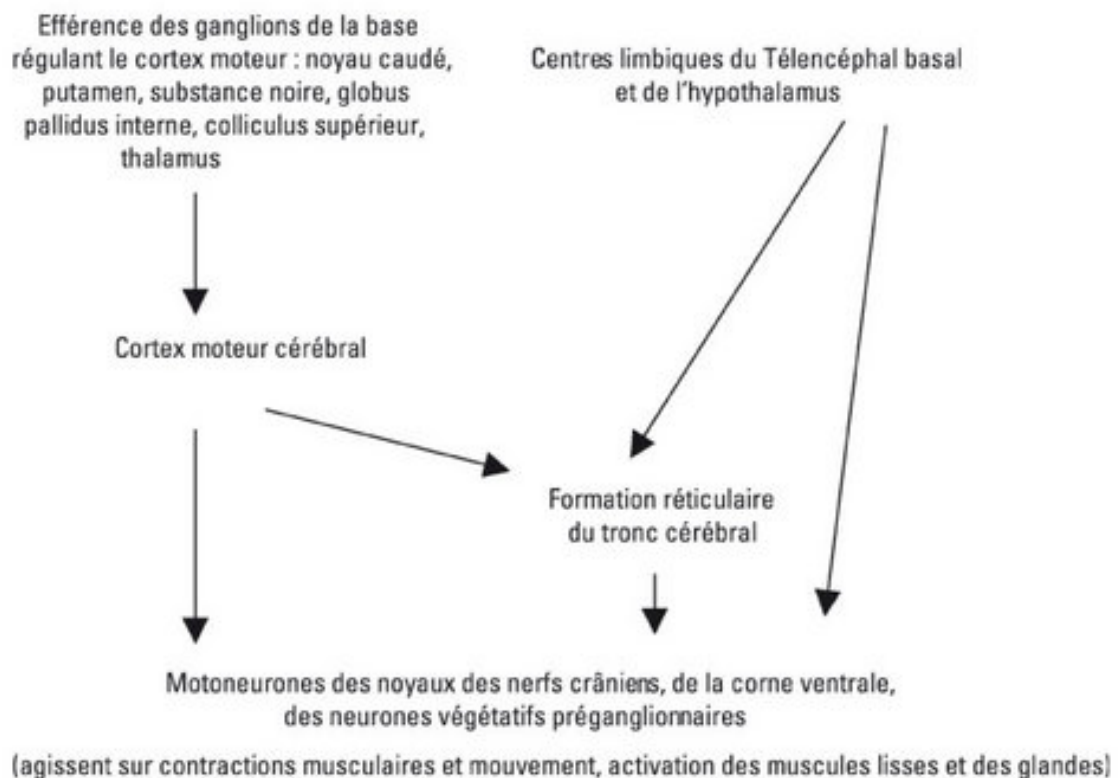 Efférence des ganglions de la base
régulant le cortex moteur : noyau caudé,
putamen, substance noire, globus
pallidus interne, colliculus supérieur,
thalamus
Centres limbiques du Télencéphal basal
et de l'hypothalamus
Cortex moteur cérébral
Formation réticulaire
du tronc cérébral
Motoneurones des noyaux des nerfs crâniens, de la corne ventrale,
des neurones végétatifs préganglionnaires
(agissent sur contractions musculaires et mouvement, activation des muscles lisses et des glandes)